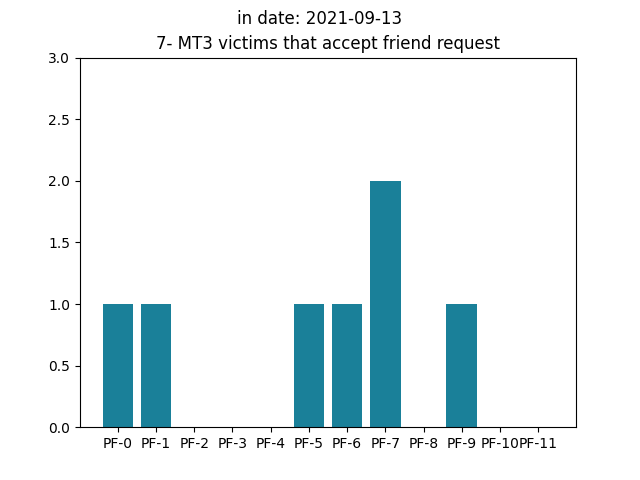 in date: 2021-09-13
7- MT3 victims that accept friend request
3.0
2.5
2.0
1.5
1.0
0.5
0.0
PF-0 PF-1 PF-2 PF-3 PF-4 PF-5 PF-6 PF-7 PF-8 PF-9 PF-10 PF-11